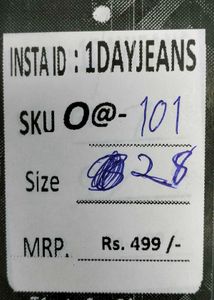 INSTA ID : 1DAYJEANS
SKU O@- 101
Size 28
MRP. Rs. 499 /-